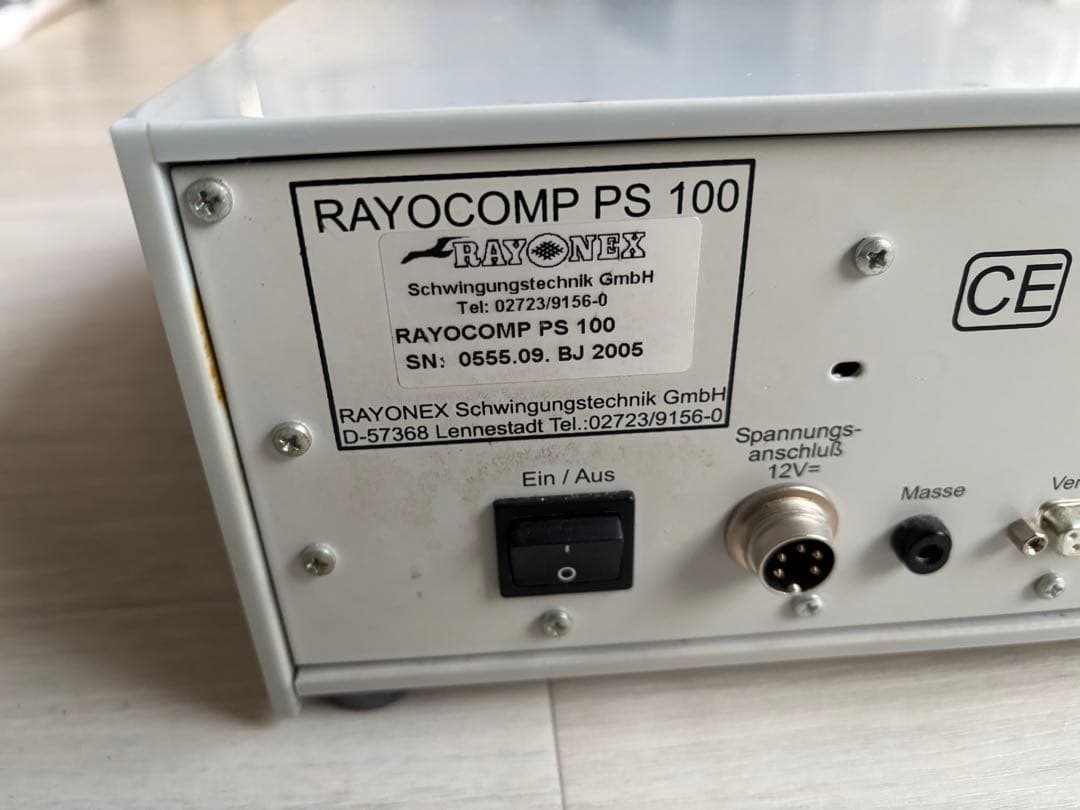 RAYOCOMP PS 100
RAYONEX
Schwingungstechnik GmbH
Tel: 02723/9156-0
RAYOCOMP PS 100
SN: 0555.09. BJ 2005
RAYONEX Schwingungstechnik GmbH
D-57368 Lennestadt Tel.:02723/9156-0
CE
Ein / Aus
Spannungs-
anschluß
12V=
Masse
Ver